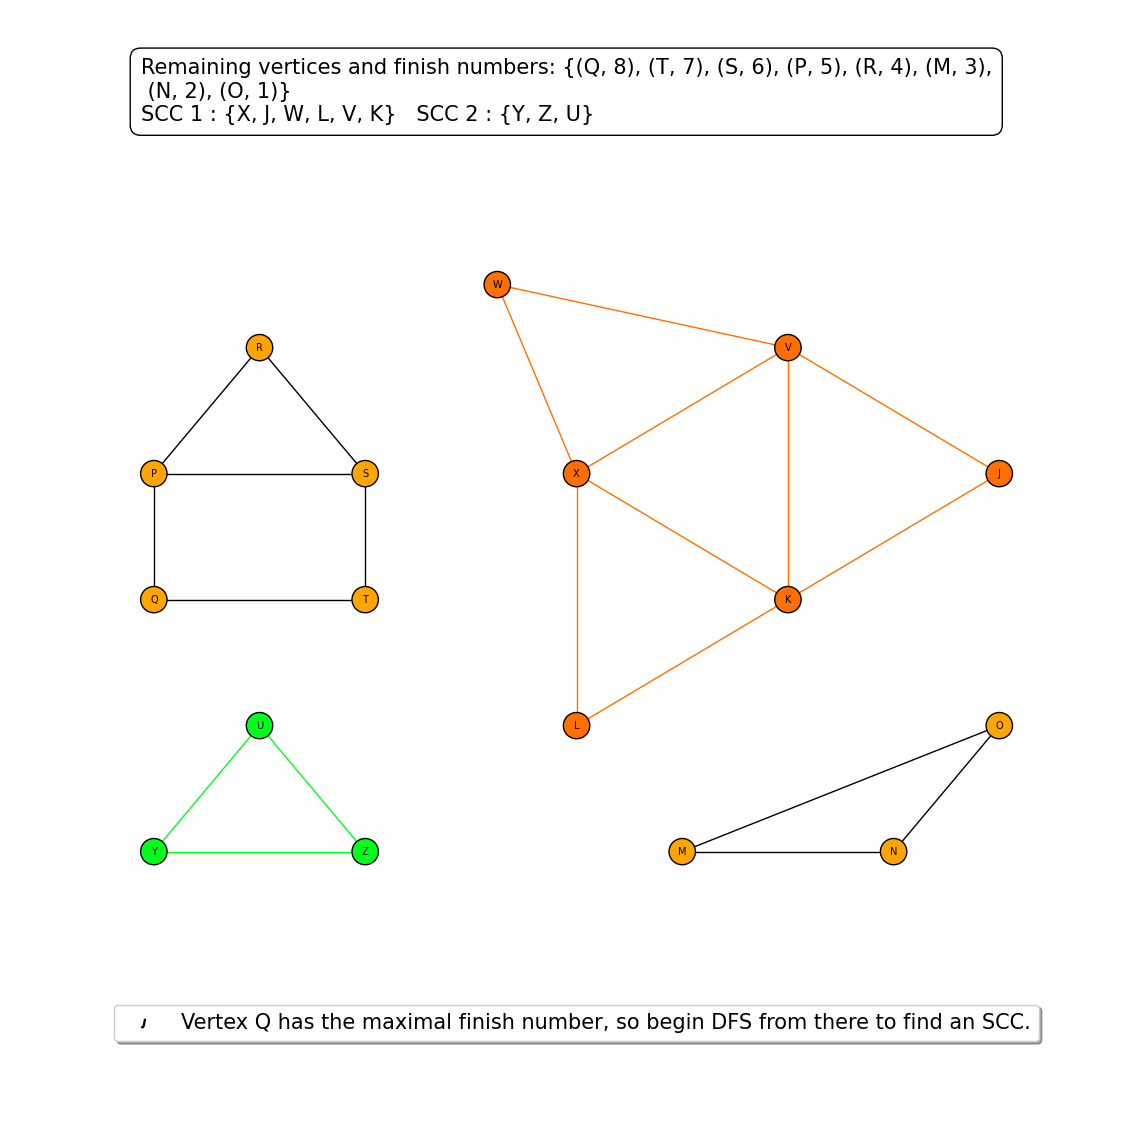 Remaining vertices and finish numbers: {(Q, 8), (T, 7), (S, 6), (P, 5), (R, 4), (M, 3),
(N, 2), (O, 1)}
SCC 1 : {X, J, W, L, V, K}   SCC 2 : {Y, Z, U}
W
R
V
P
S
X
J
Q
T
K
U
L
O
Y
Z
M
N
Vertex Q has the maximal finish number, so begin DFS from there to find an SCC.